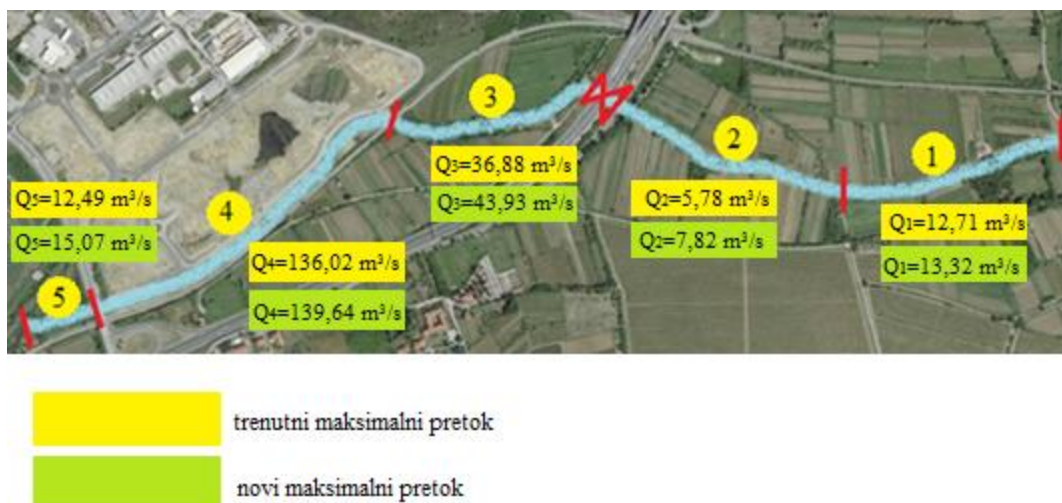 3
2
1
Q3=36,88 m³/s
Q3=43,93 m³/s
Q2=5,78 m³/s
Q2=7,82 m³/s
Q1=12,71 m³/s
Q1=13,32 m³/s
Q5=12,49 m³/s
Q5=15,07 m³/s
4
Q4=136,02 m³/s
Q4=139,64 m³/s
5
trenutni maksimalni pretok
novi maksimalni pretok